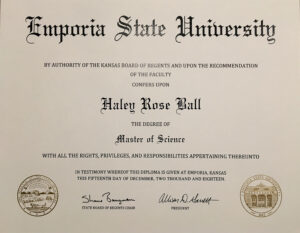 Emporia State University
BY AUTHORITY OF THE KANSAS BOARD OF REGENTS AND UPON THE RECOMMENDATION
OF THE FACULTY
CONFERS UPON
Haley Rose Ball
THE DEGREE OF
Master of Science
WITH ALL THE RIGHTS, PRIVILEGES, AND RESPONSIBILITIES APPERTAINING THEREUNTO
IN TESTIMONY WHEREOF THIS DIPLOMA IS GIVEN AT EMPORIA, KANSAS
THIS FIFTEENTH DAY OF DECEMBER, TWO THOUSAND AND EIGHTEEN.
STATE BOARD OF REGENTS CHAIR
PRESIDENT